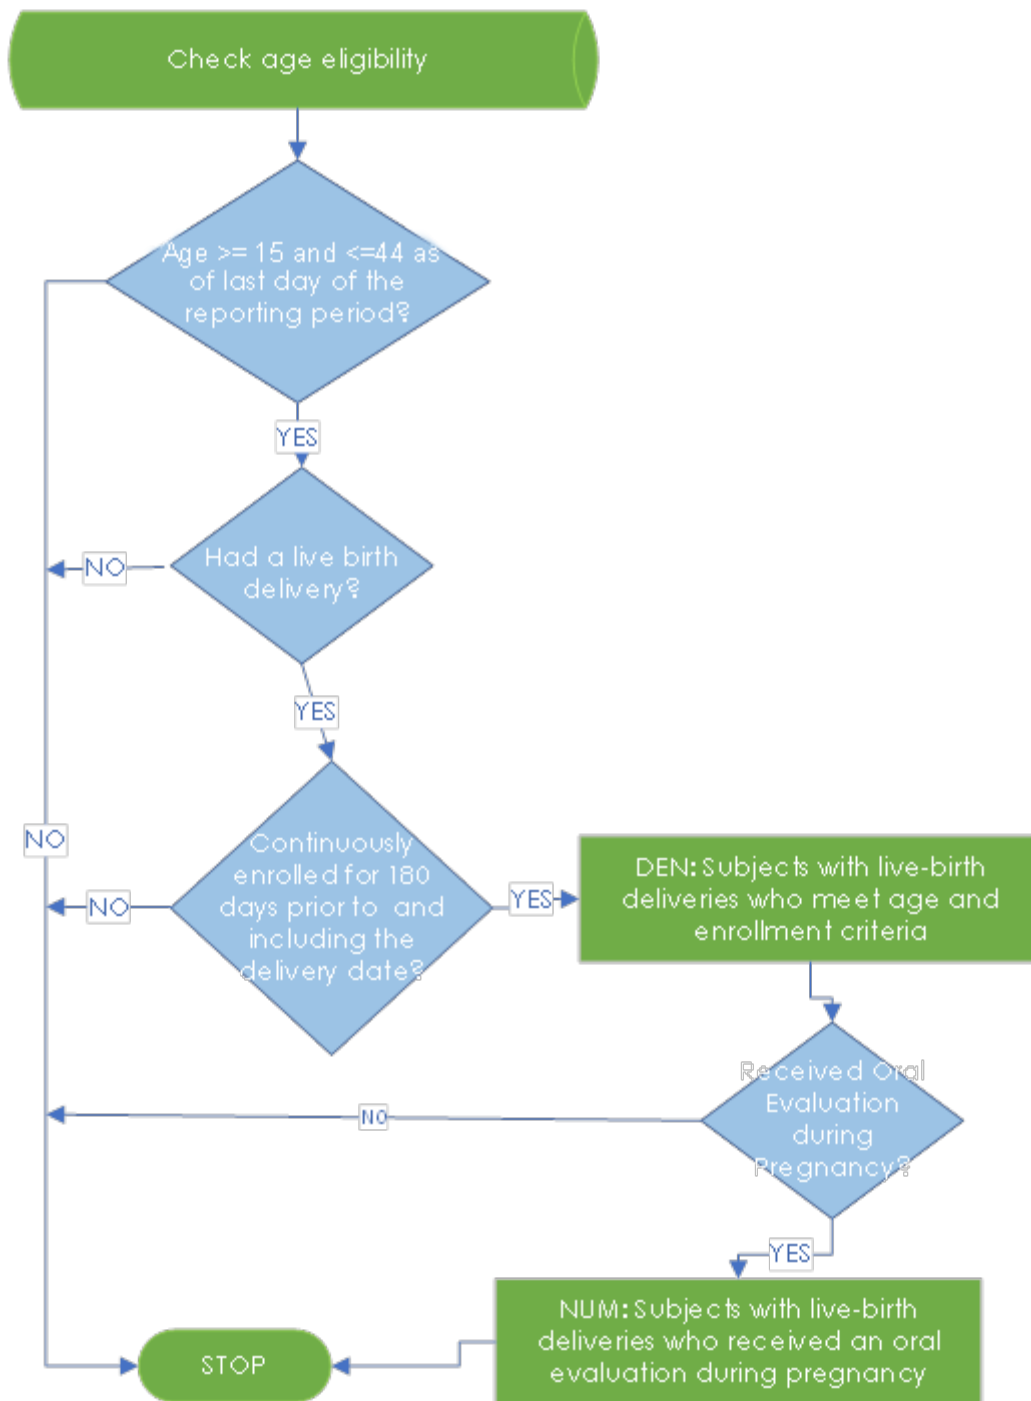 Check age eligibility
Age >= 15 and <=44 as
of last day of the
reporting period?
YES
Had a live birth
delivery?
NO
YES
NO
Continuously
enrolled for 180
days prior to and
including the
delivery date?
NO
YES
DEN: Subjects with live-birth
deliveries who meet age and
enrollment criteria
Received Oral
Evaluation
during
Pregnancy?
NO
YES
NUM: Subjects with live-birth
deliveries who received an oral
evaluation during pregnancy
STOP